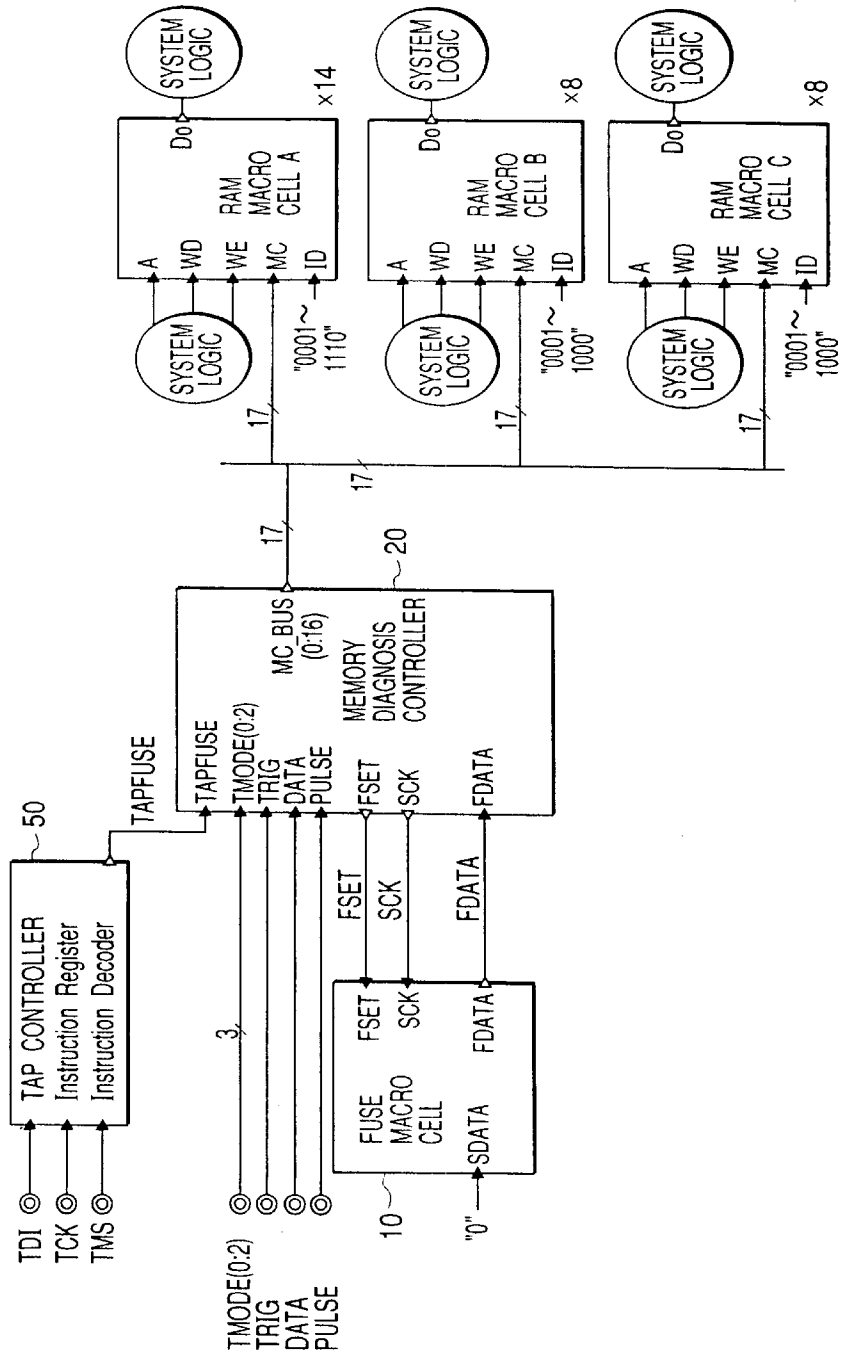 TDI
TCK
TMS
TAP CONTROLLER
Instruction Register
Instruction Decoder
50
TAPFUSE
TMODE(0:2)
TRIG
DATA
PULSE
3
TAPFUSE
TMODE(0:2)
TRIG
DATA
PULSE
FSET
SCK
FDATA
MC_BUS
(0:16)
MEMORY
DIAGNOSIS
CONTROLLER
20
FSET
SCK
FDATA
10
FUSE
MACRO
CELL
FSET
SCK
SDATA
FDATA
"0"
17
17
17
SYSTEM
LOGIC
A
WD
WE
MC
ID
"0001~
1110"
RAM
MACRO
CELL A
Do
SYSTEM
LOGIC
×14
17
SYSTEM
LOGIC
A
WD
WE
MC
ID
"0001~
1000"
RAM
MACRO
CELL B
Do
SYSTEM
LOGIC
×8
17
SYSTEM
LOGIC
A
WD
WE
MC
ID
"0001~
1000"
RAM
MACRO
CELL C
Do
SYSTEM
LOGIC
×8